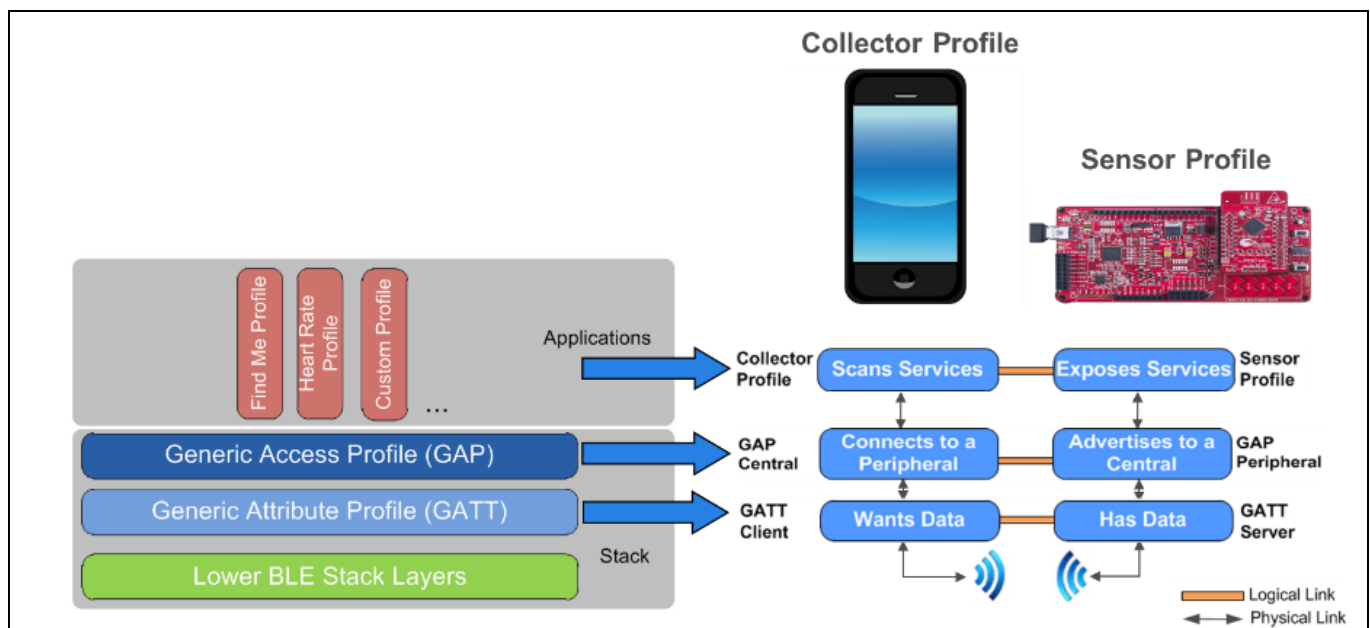 Collector Profile
Sensor Profile
Find Me Profile
Heart Rate
Profile
Custom Profile
...
Applications
Collector
Profile
Scans Services
Exposes Services
Sensor
Profile
Generic Access Profile (GAP)
GAP
Central
Connects to a
Peripheral
Advertises to a
Central
GAP
Peripheral
Generic Attribute Profile (GATT)
GATT
Client
Wants Data
Has Data
GATT
Server
Stack
Lower BLE Stack Layers
Logical Link
Physical Link